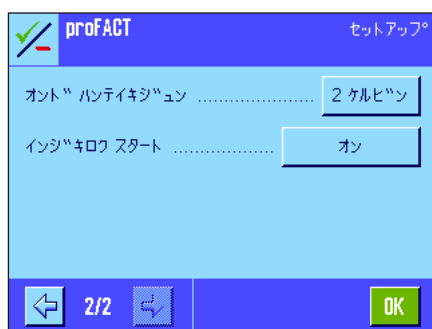 proFACT
セットアップ
オンド ハンテイキジュン ...................... 2 ケルビン
インジキロク スタート ................... オン
2/2
OK